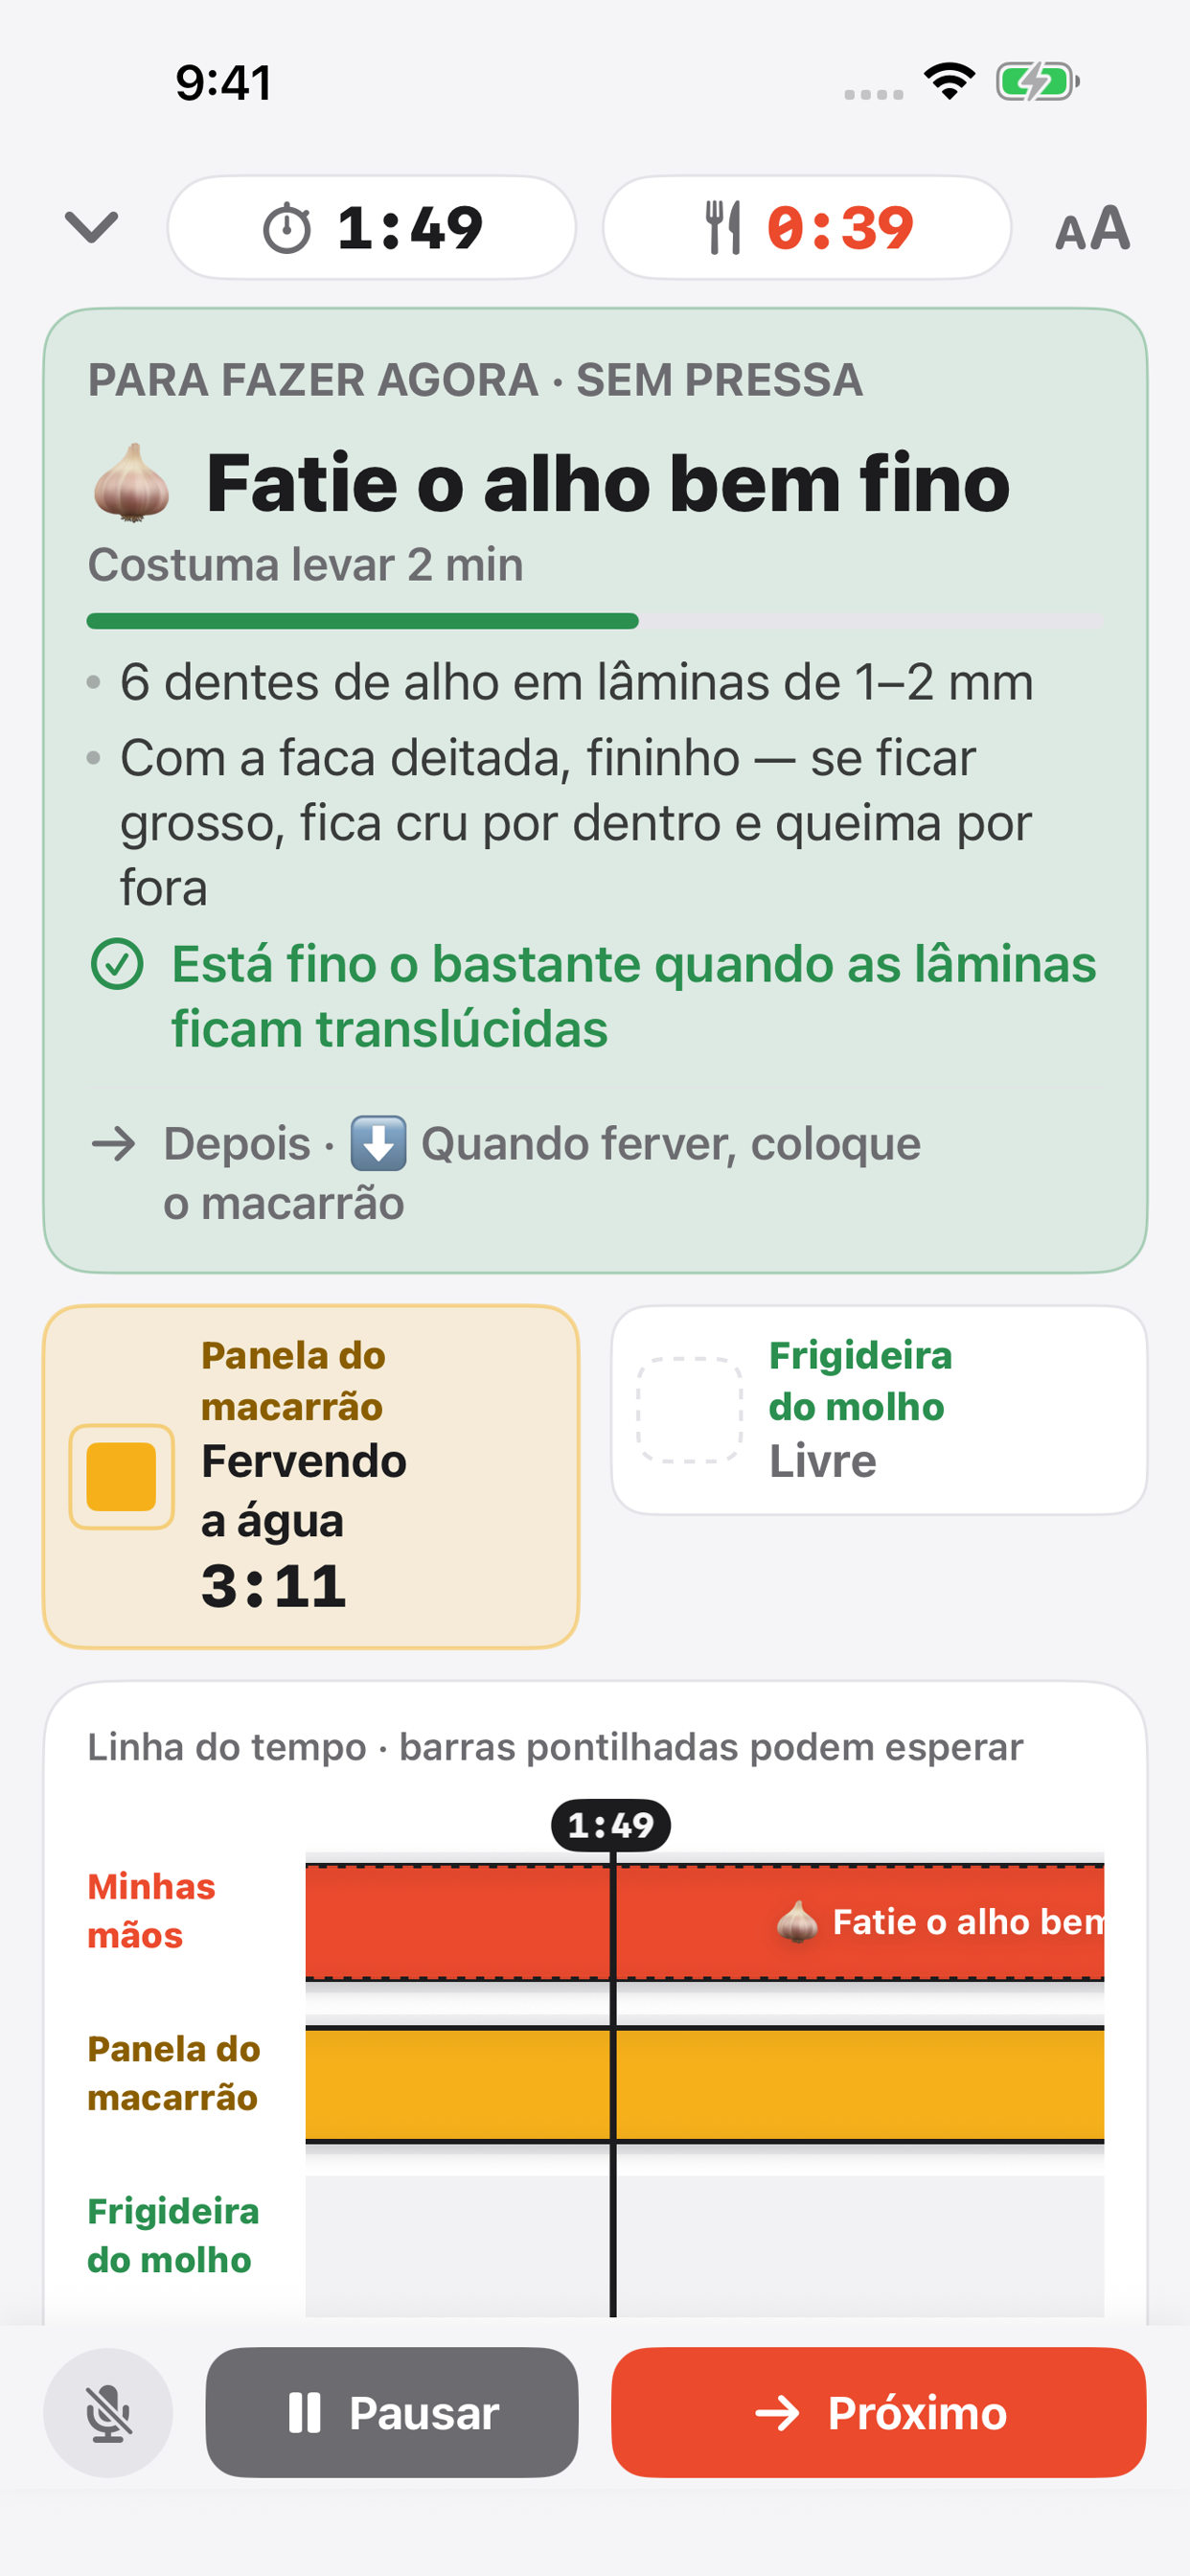 9:41
1:49
0:39
AA
PARA FAZER AGORA · SEM PRESSA
Fatie o alho bem fino
Costuma levar 2 min
• 6 dentes de alho em lâminas de 1–2 mm
• Com a faca deitada, fininho — se ficar
grosso, fica cru por dentro e queima por
fora
Está fino o bastante quando as lâminas
ficam translúcidas
→ Depois · ⬇️ Quando ferver, coloque
o macarrão
Panela do
macarrão
Fervendo
a água
3:11
Frigideira
do molho
Livre
Linha do tempo · barras pontilhadas podem esperar
1:49
Minhas
mãos
🧄 Fatie o alho bem
Panela do
macarrão
Frigideira
do molho
Pausar
→ Próximo